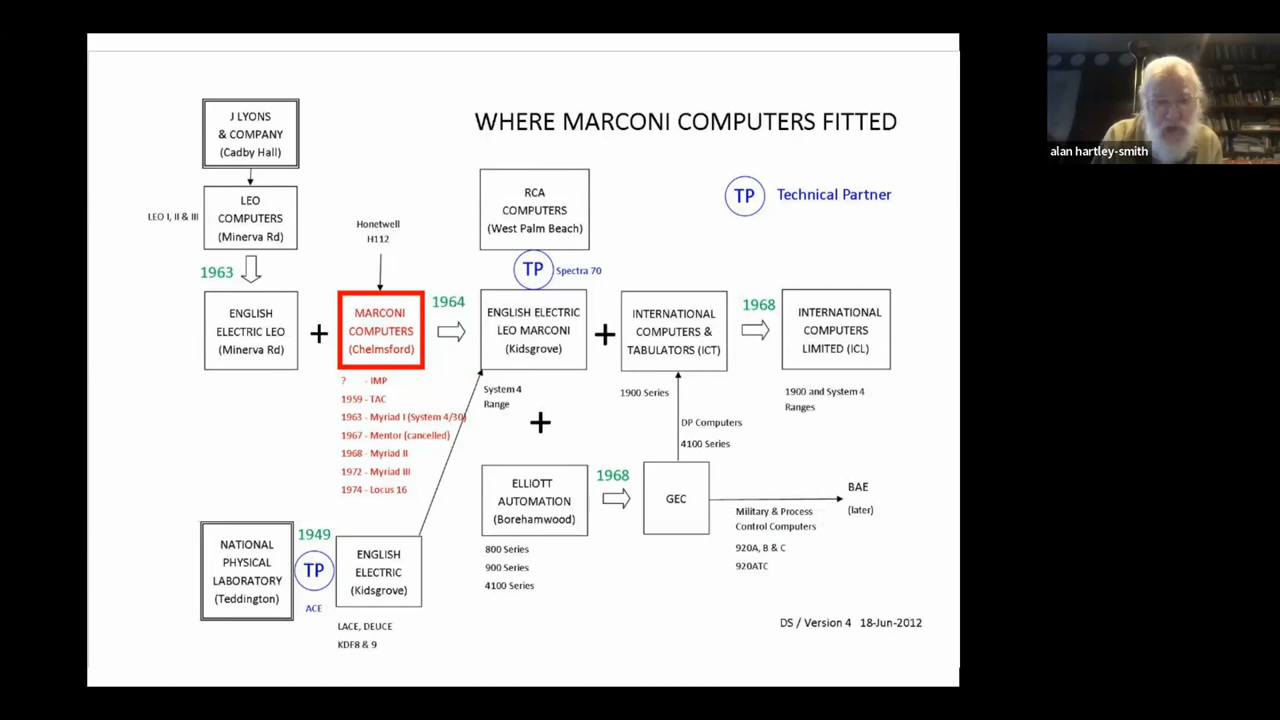 WHERE MARCONI COMPUTERS FITTED
alan hartley-smith
TP Technical Partner
J LYONS
& COMPANY
(Cadby Hall)
LEO
COMPUTERS
(Minerva Rd)
LEO I, II & III
1963
ENGLISH
ELECTRIC LEO
(Minerva Rd)
+
Honetwell
H112
MARCONI
COMPUTERS
(Chelmsford)
? - IMP
1959 - TAC
1963 - Myriad I (System 4/30)
1967 - Mentor (cancelled)
1968 - Myriad II
1972 - Myriad III
1974 - Locus 16
1964
RCA
COMPUTERS
(West Palm Beach)
TP Spectra 70
ENGLISH ELECTRIC
LEO MARCONI
(Kidsgrove)
System 4
Range
+
INTERNATIONAL
COMPUTERS &
TABULATORS (ICT)
1900 Series
1968
INTERNATIONAL
COMPUTERS
LIMITED (ICL)
1900 and System 4
Ranges
+
DP Computers
4100 Series
ELLIOTT
AUTOMATION
(Borehamwood)
800 Series
900 Series
4100 Series
1968
GEC
Military & Process
Control Computers
920A, B & C
920ATC
BAE
(later)
NATIONAL
PHYSICAL
LABORATORY
(Teddington)
1949
TP
ACE
ENGLISH
ELECTRIC
(Kidsgrove)
LACE, DEUCE
KDF8 & 9
DS / Version 4 18-Jun-2012